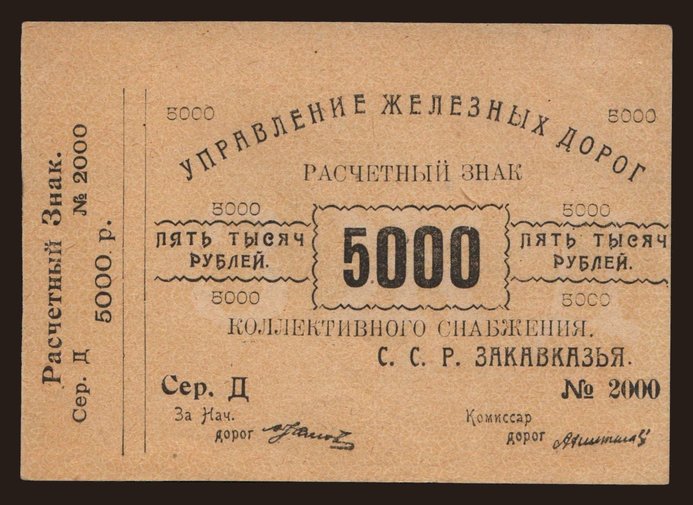 Расчетный Знак.
Сер. Д № 2000
5000 р.
5000 5000
УПРАВЛЕНИЕ ЖЕЛЕЗНЫХ ДОРОГ
РАСЧЕТНЫЙ ЗНАК
5000 5000
ПЯТЬ ТЫСЯЧ РУБЛЕЙ.
5000
ПЯТЬ ТЫСЯЧ РУБЛЕЙ.
5000 5000
КОЛЛЕКТИВНОГО СНАБЖЕНИЯ.
С. С. Р. ЗАКАВКАЗЬЯ.
Сер. Д № 2000
За Нач. дорог
Комиссар дорог